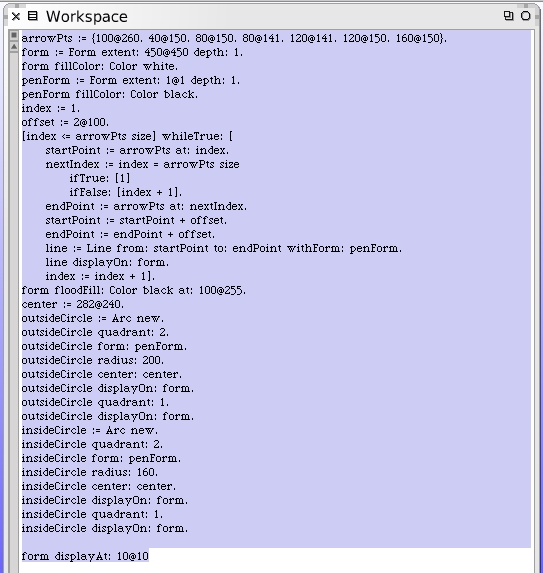 Workspace
arrowPts := {100@260. 40@150. 80@150. 80@141. 120@141. 120@150. 160@150}.
form := Form extent: 450@450 depth: 1.
form fillColor: Color white.
penForm := Form extent: 1@1 depth: 1.
penForm fillColor: Color black.
index := 1.
offset := 2@100.
[index <= arrowPts size] whileTrue: [
startPoint := arrowPts at: index.
nextIndex := index = arrowPts size
ifTrue: [1]
ifFalse: [index + 1].
endPoint := arrowPts at: nextIndex.
startPoint := startPoint + offset.
endPoint := endPoint + offset.
line := Line from: startPoint to: endPoint withForm: penForm.
line displayOn: form.
index := index + 1].
form floodFill: Color black at: 100@255.
center := 282@240.
outsideCircle := Arc new.
outsideCircle quadrant: 2.
outsideCircle form: penForm.
outsideCircle radius: 200.
outsideCircle center: center.
outsideCircle displayOn: form.
outsideCircle quadrant: 1.
outsideCircle displayOn: form.
insideCircle := Arc new.
insideCircle quadrant: 2.
insideCircle form: penForm.
insideCircle radius: 160.
insideCircle center: center.
insideCircle displayOn: form.
insideCircle quadrant: 1.
insideCircle displayOn: form.
form displayAt: 10@10